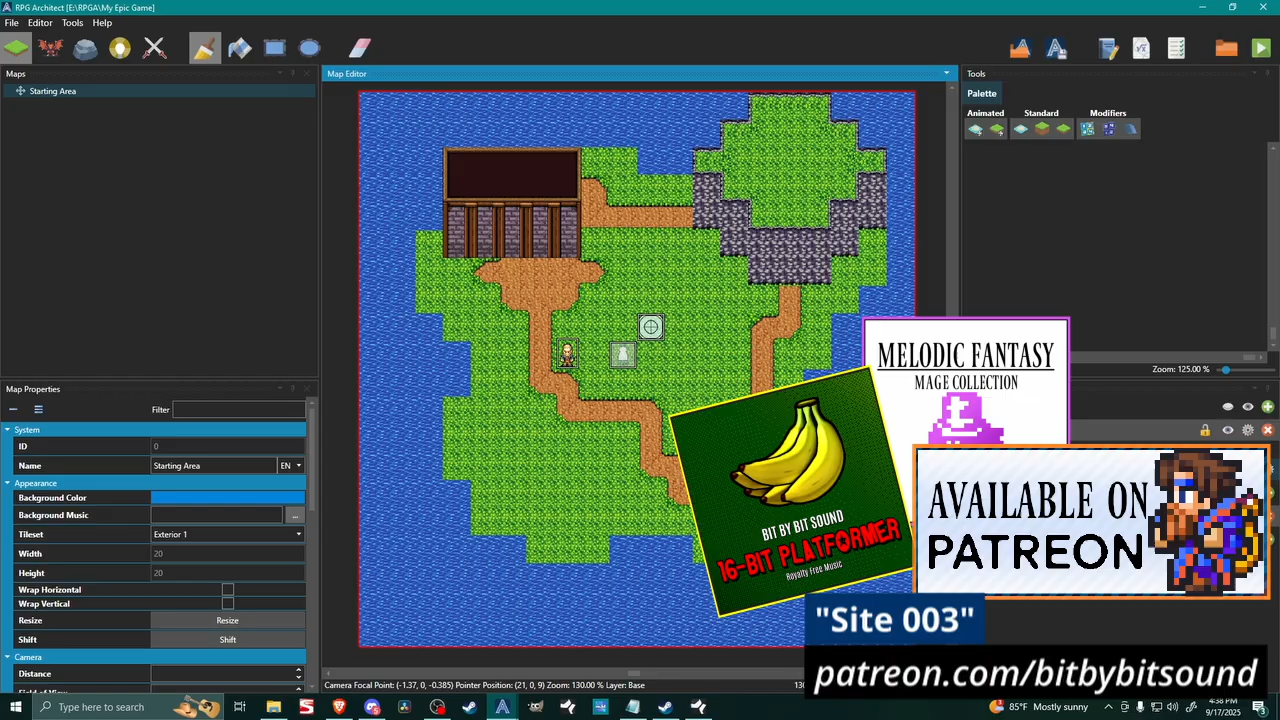 RPG Architect [E:\RPGA\My Epic Game]
File Editor Tools Help
Maps
Starting Area
Map Editor
Tools
Palette
Animated Standard Modifiers
Zoom: 125.00 %
Map Properties
Filter
System
ID 0
Name Starting Area EN
Appearance
Background Color
Background Music ...
Tileset Exterior 1
Width 20
Height 20
Wrap Horizontal
Wrap Vertical
Resize Resize
Shift Shift
Camera
Distance
Camera Focal Point: (-1.37, 0, -0.385) Pointer Position: (21, 0, 9) Zoom: 130.00 % Layer: Base
MELODIC FANTASY
MAGE COLLECTION
BIT BY BIT SOUND
16-BIT PLATFORMER
Royalty Free Music
AVAILABLE ON
PATREON
"Site 003"
patreon.com/bitbybitsound
Type here to search
85°F Mostly sunny
4:38 PM
9/17/2025